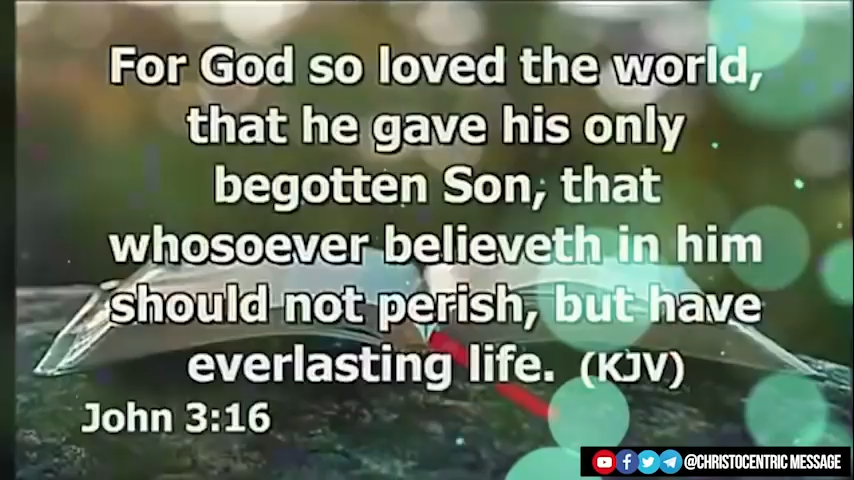 For God so loved the world,
that he gave his only
begotten Son, that
whosoever believeth in him
should not perish, but have
everlasting life. (KJV)
John 3:16
@CHRISTOCENTRIC MESSAGE